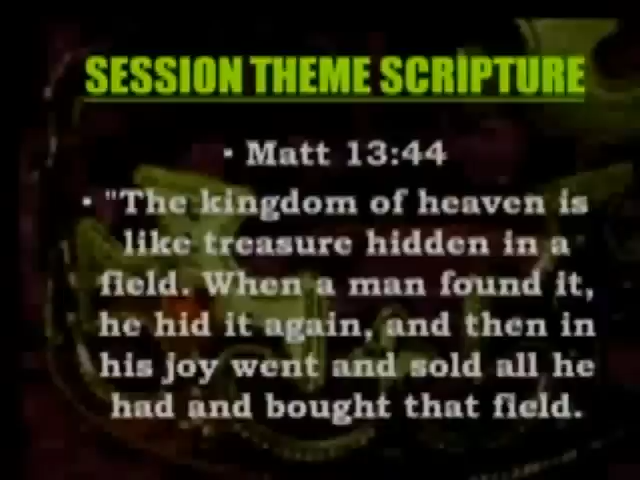 SESSION THEME SCRIPTURE
• Matt 13:44
• "The kingdom of heaven is
like treasure hidden in a
field. When a man found it,
he hid it again, and then in
his joy went and sold all he
had and bought that field.